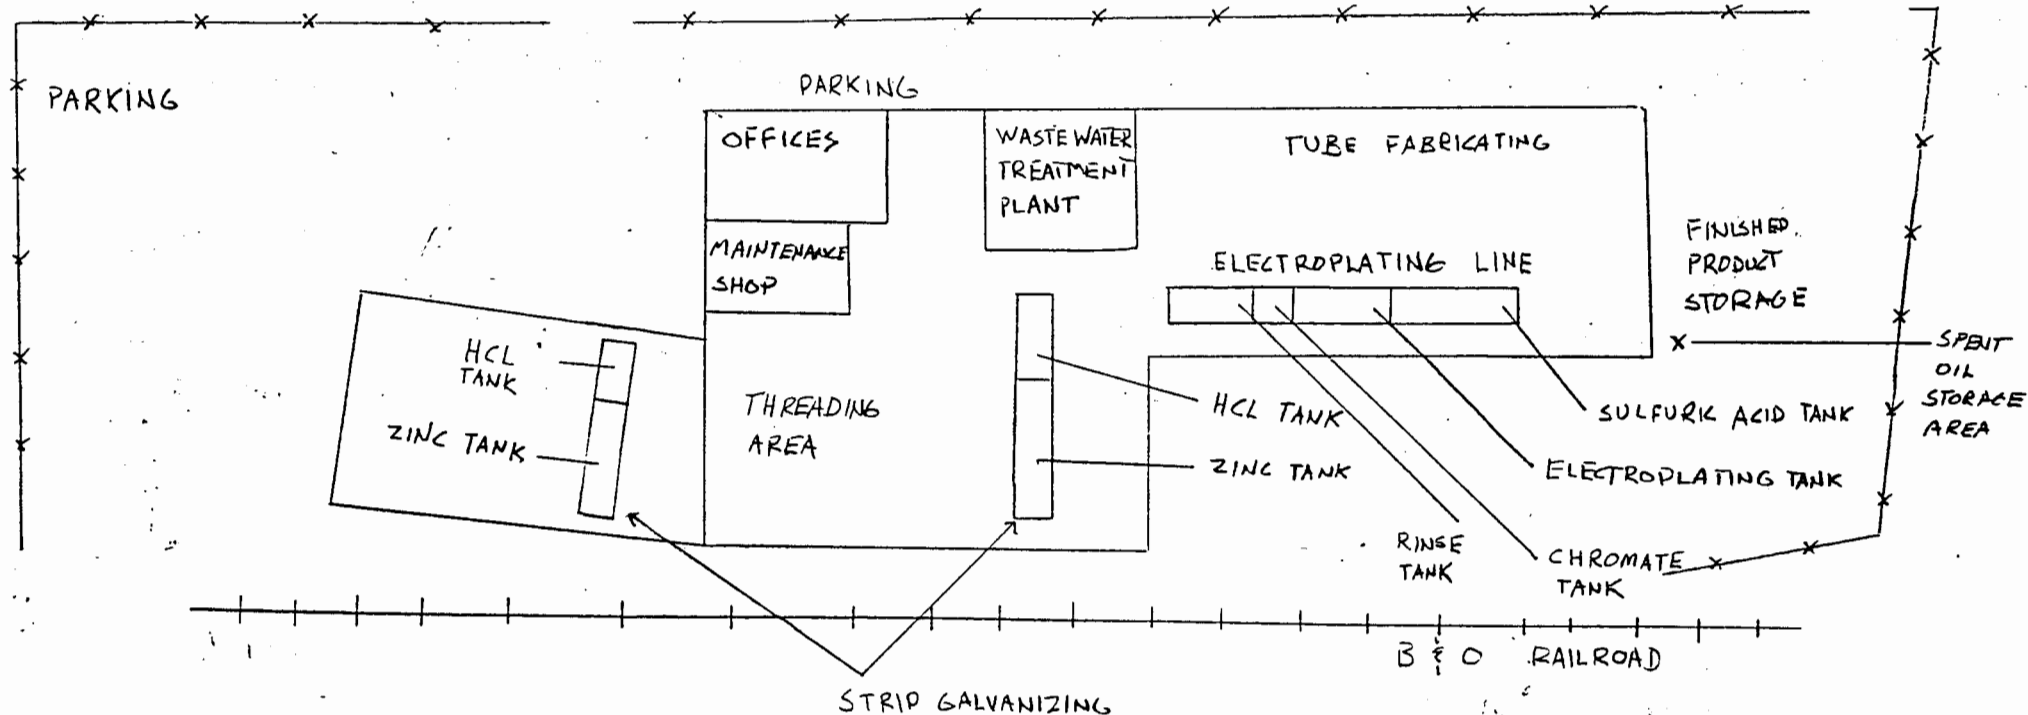 PARKING
PARKING
OFFICES
WASTE WATER
TREATMENT
PLANT
TUBE FABRICATING
MAINTENANCE
SHOP
ELECTROPLATING LINE
FINISHED
PRODUCT
STORAGE
SPENT
OIL
STORAGE
AREA
HCL
TANK
ZINC TANK
THREADING
AREA
HCL TANK
ZINC TANK
SULFURIC ACID TANK
ELECTROPLATING TANK
RINSE
TANK
CHROMATE
TANK
B & O RAILROAD
STRIP GALVANIZING